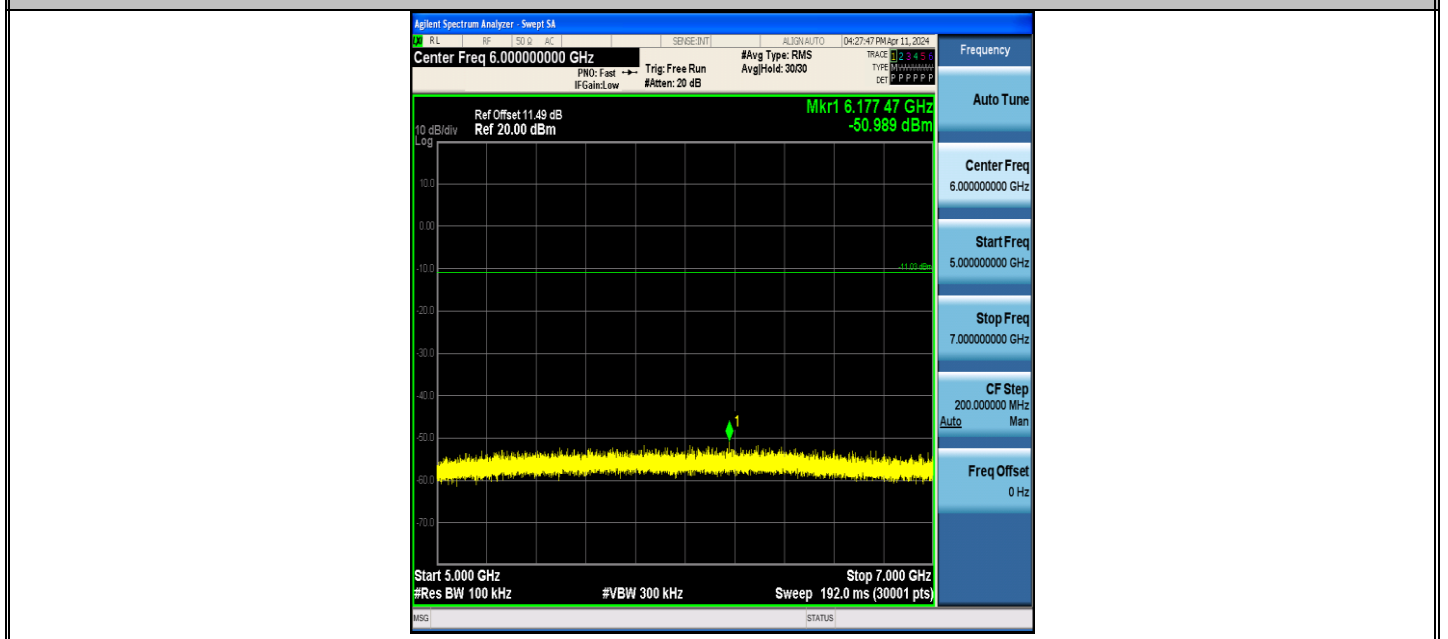 Agilent Spectrum Analyzer - Swept SA
RL RF 50 Ω AC SENSE:INT ALIGN AUTO 04:27:47 PM Apr 11, 2024
Center Freq 6.000000000 GHz
PNO: Fast
IFGain:Low
Trig: Free Run
#Atten: 20 dB
#Avg Type: RMS
Avg|Hold: 30/30
TRACE 1 2 3 4 5 6
TYPE M
DET P P P P P P
Frequency
Mkr1 6.177 47 GHz
-50.989 dBm
Ref Offset 11.49 dB
10 dB/div Ref 20.00 dBm
Log
10.0
0.00
-10.0
-11.03 dBm
-20.0
-30.0
-40.0
1
-50.0
-60.0
-70.0
Start 5.000 GHz Stop 7.000 GHz
#Res BW 100 kHz #VBW 300 kHz Sweep 192.0 ms (30001 pts)
MSG STATUS
Auto Tune
Center Freq
6.000000000 GHz
Start Freq
5.000000000 GHz
Stop Freq
7.000000000 GHz
CF Step
200.000000 MHz
Auto Man
Freq Offset
0 Hz